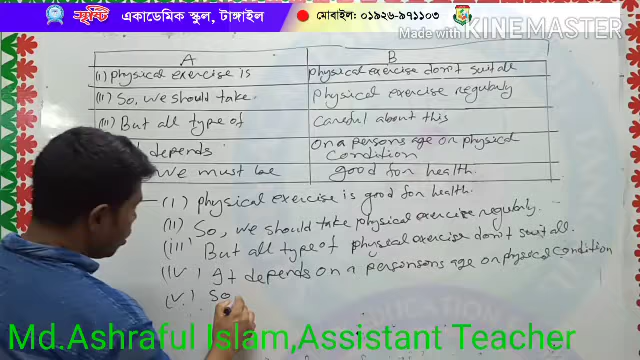 সৃষ্টি একাডেমিক স্কুল, টাঙ্গাইল মোবাইল: ০১৯২৬-৯৭১১০৩
Made with KINEMASTER
A B
(i) Physical exercise is physical exercise don't suit all
(ii) So, we should take. physical exercise regularly
(iii) But all type of careful about this
depends on a persons age or physical condition
we must be good for health.
(i) physical exercise is good for health.
(ii) So, we should take physical exercise regularly.
(iii) But all type of physical exercise don't suit all.
(iv) It depends on a personsons age or physical condition
(v) So
Md.Ashraful Islam,Assistant Teacher